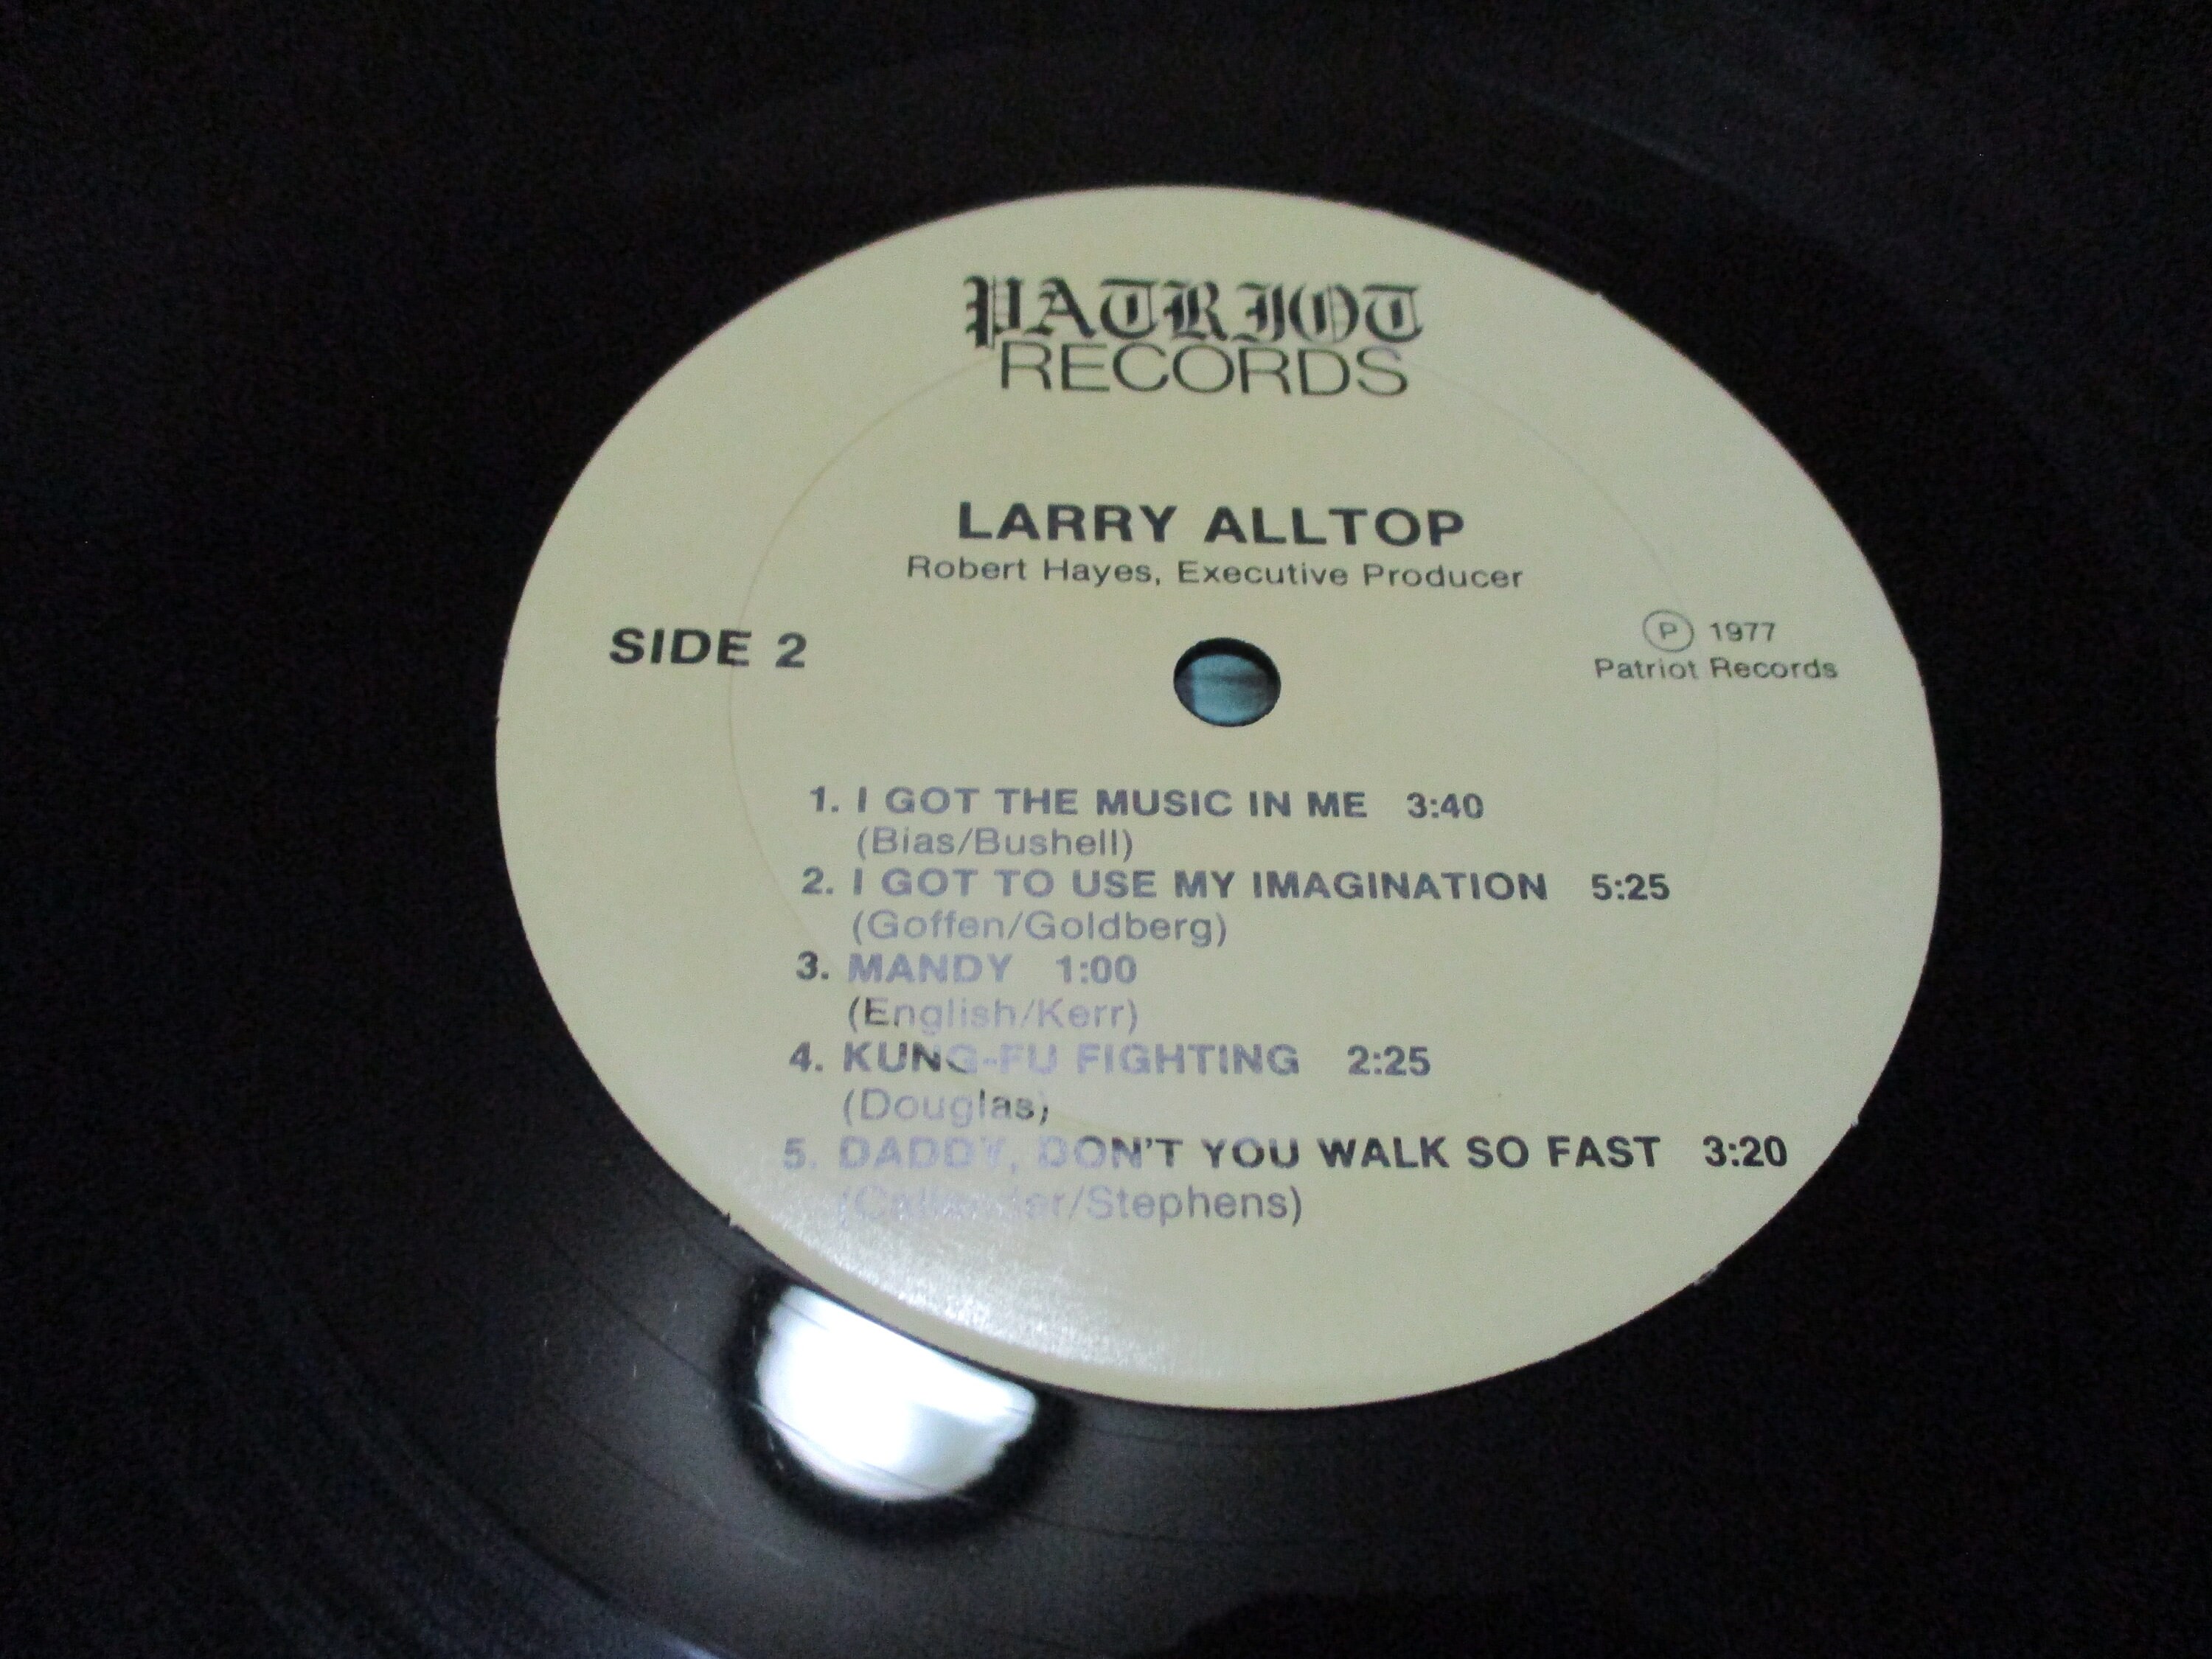 PATRIOT
RECORDS
LARRY ALLTOP
Robert Hayes, Executive Producer
SIDE 2
Ⓟ 1977
Patriot Records
1. I GOT THE MUSIC IN ME 3:40
(Bias/Bushell)
2. I GOT TO USE MY IMAGINATION 5:25
(Goffen/Goldberg)
3. MANDY 1:00
(English/Kerr)
4. KUNG-FU FIGHTING 2:25
(Douglas)
5. DADDY, DON'T YOU WALK SO FAST 3:20
(Callander/Stephens)